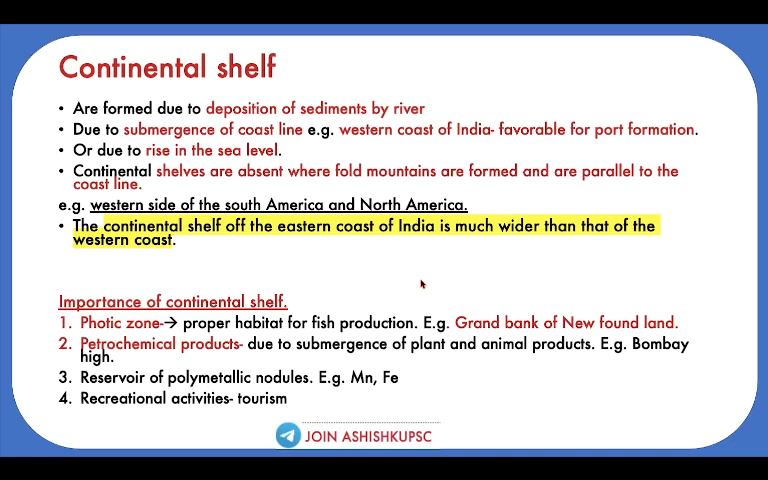 Continental shelf
• Are formed due to deposition of sediments by river
• Due to submergence of coast line e.g. western coast of India- favorable for port formation.
• Or due to rise in the sea level.
• Continental shelves are absent where fold mountains are formed and are parallel to the
coast line.
e.g. western side of the south America and North America.
• The continental shelf off the eastern coast of India is much wider than that of the
western coast.
Importance of continental shelf.
1. Photic zone-→ proper habitat for fish production. E.g. Grand bank of New found land.
2. Petrochemical products- due to submergence of plant and animal products. E.g. Bombay
high.
3. Reservoir of polymetallic nodules. E.g. Mn, Fe
4. Recreational activities- tourism
JOIN ASHISHKUPSC